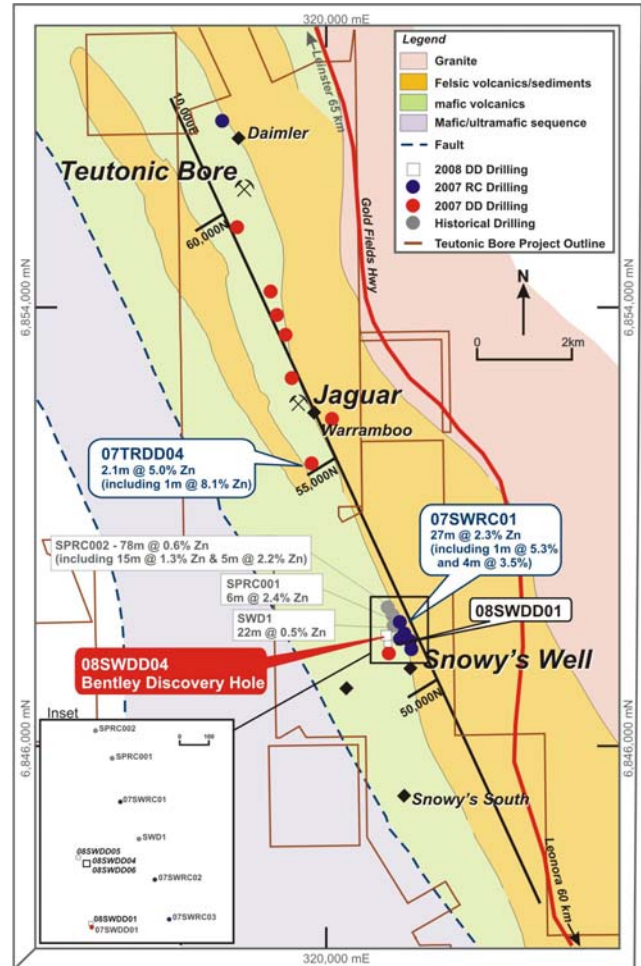 320,000 mE
Legend
Granite
Felsic volcanics/sediments
mafic volcanics
Mafic/ultramafic sequence
Fault
2008 DD Drilling
2007 RC Drilling
2007 DD Drilling
Historical Drilling
Teutonic Bore Project Outline
Leinster 65 km
10,000E
Daimler
Teutonic Bore
60,000N
Gold Fields Hwy
N
0 2km
6,854,000 mN
6,854,000 mN
Jaguar
Warramboo
07TRDD04
2.1m @ 5.0% Zn
(including 1m @ 8.1% Zn)
55,000N
07SWRC01
27m @ 2.3% Zn
(including 1m @ 5.3%
and 4m @ 3.5%)
SPRC002 - 78m @ 0.6% Zn
(including 15m @ 1.3% Zn & 5m @ 2.2% Zn)
SPRC001
6m @ 2.4% Zn
SWD1
22m @ 0.5% Zn
08SWDD01
08SWDD04
Bentley Discovery Hole
Snowy's Well
50,000N
6,846,000 mN
6,846,000 mN
Snowy's South
Leonora 60 km
Inset
SPRC002
0 100
SPRC001
07SWRC01
SWD1
08SWDD05
08SWDD04
08SWDD06
07SWRC02
08SWDD01
07SWDD01
07SWRC03
320,000 mE